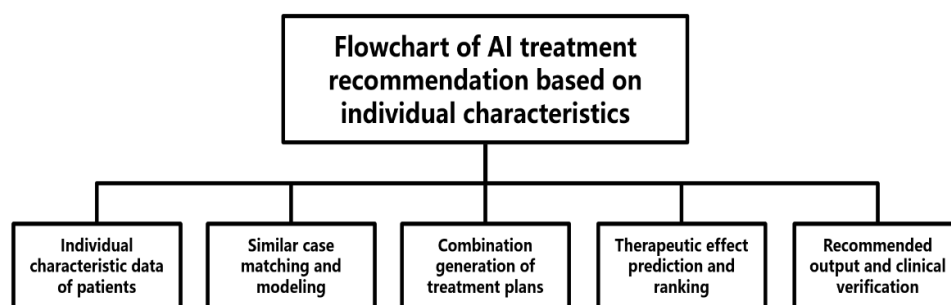 Flowchart of AI treatment
recommendation based on
individual characteristics
Individual
characteristic data
of patients
Similar case
matching and
modeling
Combination
generation of
treatment plans
Therapeutic effect
prediction and
ranking
Recommended
output and clinical
verification